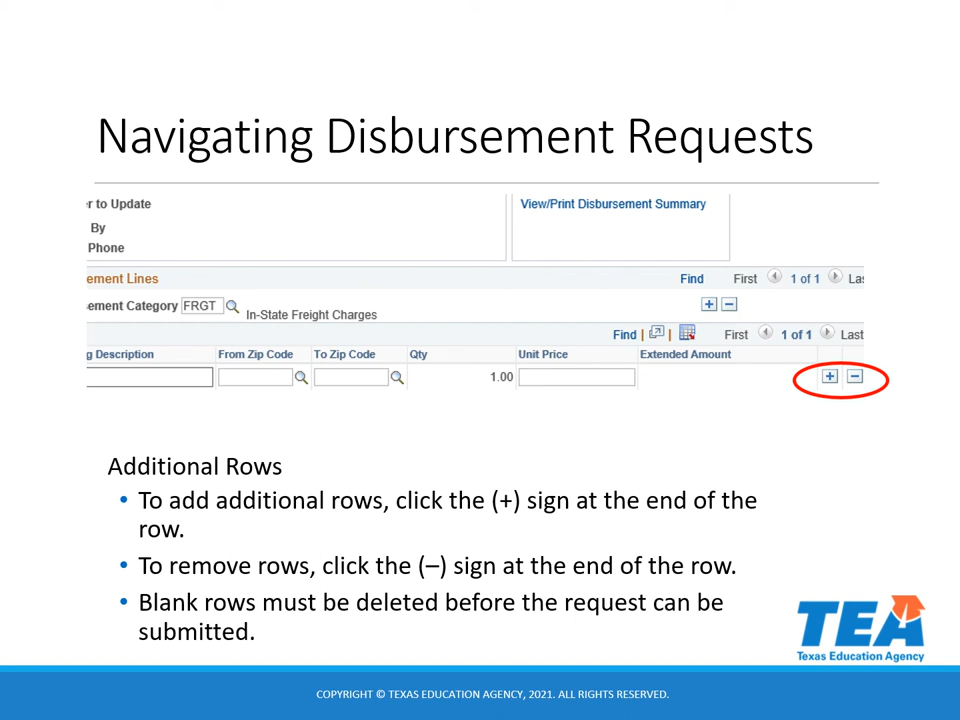 Navigating Disbursement Requests
r to Update
View/Print Disbursement Summary
By
Phone
ement Lines
Find First 1 of 1 Las
ement Category FRGT In-State Freight Charges
Find | | First 1 of 1 Last
g Description From Zip Code To Zip Code Qty Unit Price Extended Amount
1.00
Additional Rows
• To add additional rows, click the (+) sign at the end of the
row.
• To remove rows, click the (–) sign at the end of the row.
• Blank rows must be deleted before the request can be
submitted.
TEA
Texas Education Agency
COPYRIGHT © TEXAS EDUCATION AGENCY, 2021. ALL RIGHTS RESERVED.